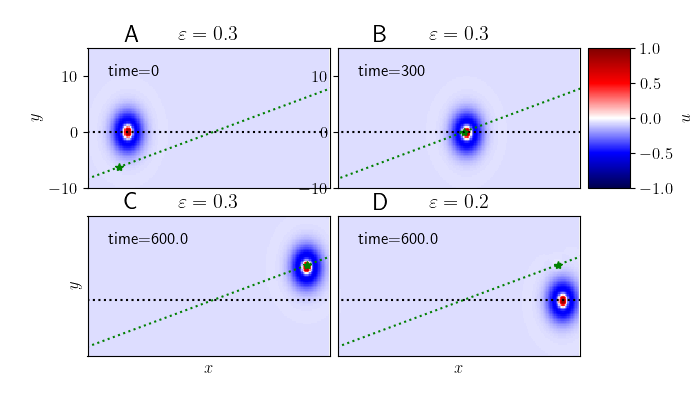 A ε = 0.3
B ε = 0.3
time=0
time=300
10
0
−10
y
10
0
−10
1.0
0.5
0.0
−0.5
−1.0
u
C ε = 0.3
D ε = 0.2
time=600.0
time=600.0
y
x
x